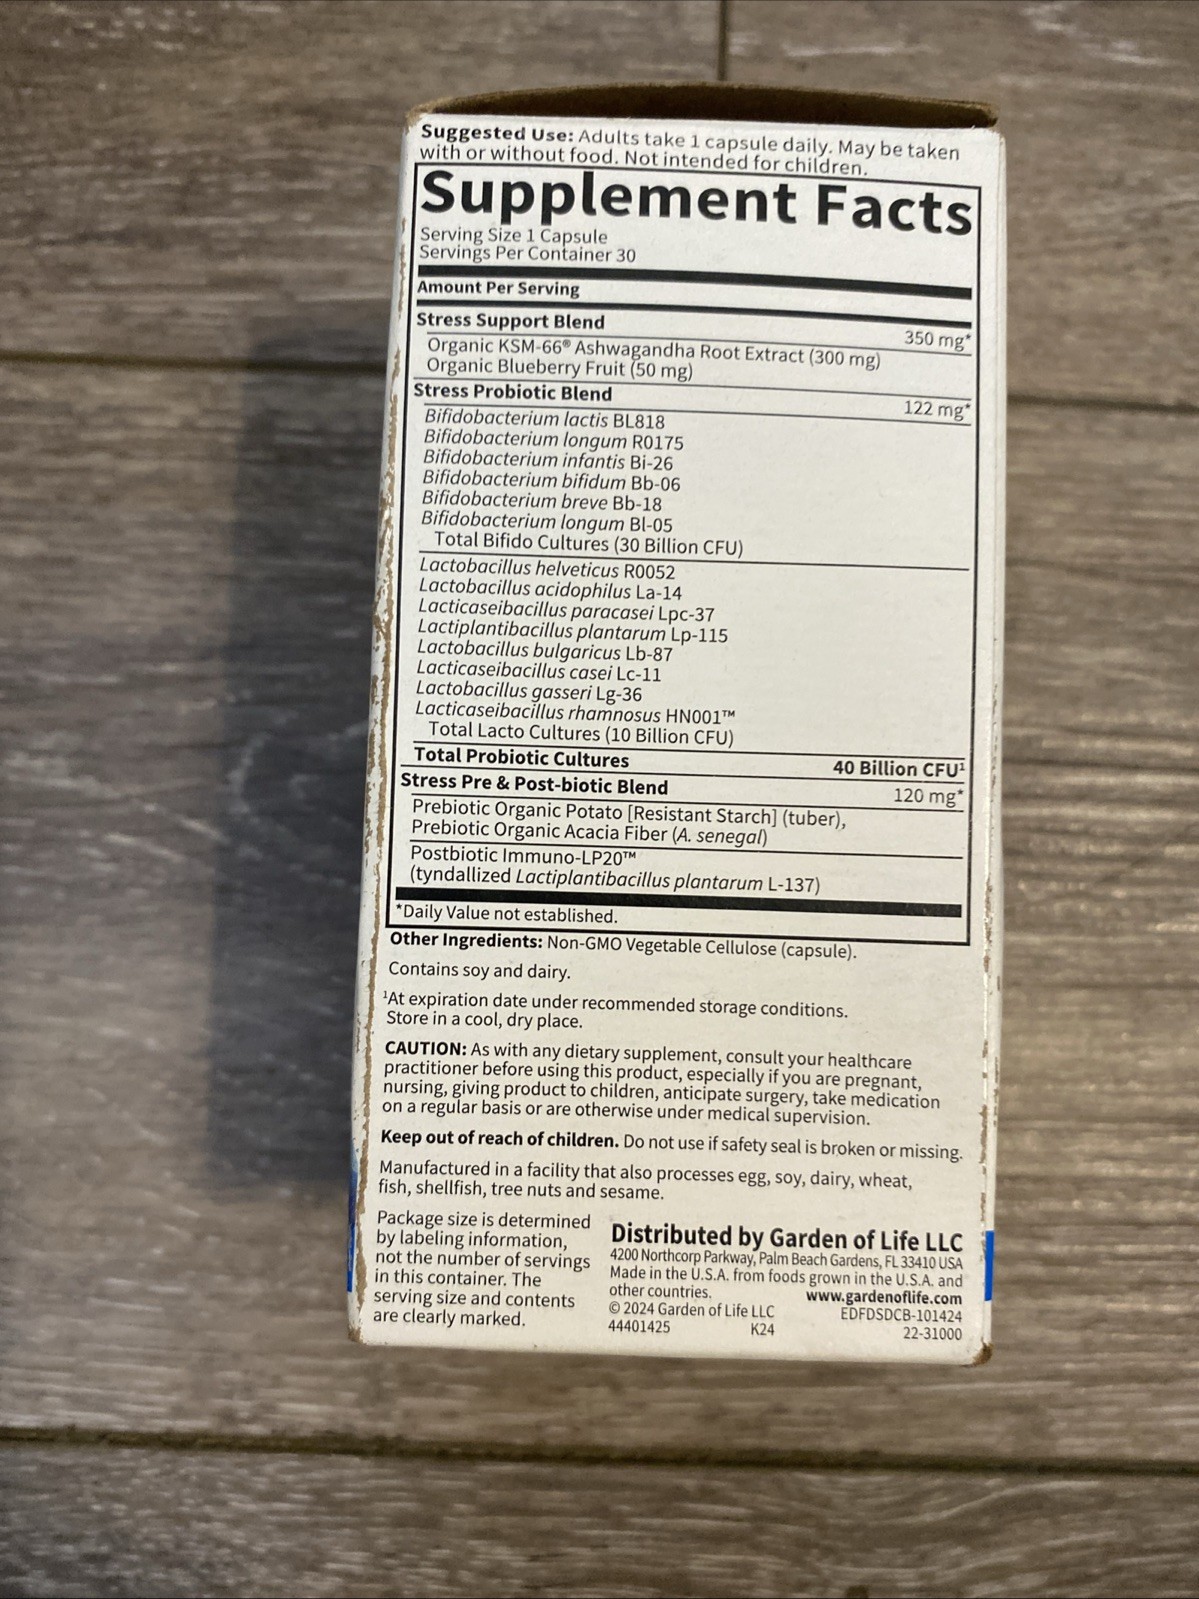 Suggested Use: Adults take 1 capsule daily. May be taken
with or without food. Not intended for children.
Supplement Facts
Serving Size 1 Capsule
Servings Per Container 30
Amount Per Serving
Stress Support Blend 350 mg*
Organic KSM-66® Ashwagandha Root Extract (300 mg)
Organic Blueberry Fruit (50 mg)
Stress Probiotic Blend 122 mg*
Bifidobacterium lactis BL818
Bifidobacterium longum R0175
Bifidobacterium infantis Bi-26
Bifidobacterium bifidum Bb-06
Bifidobacterium breve Bb-18
Bifidobacterium longum Bl-05
Total Bifido Cultures (30 Billion CFU)
Lactobacillus helveticus R0052
Lactobacillus acidophilus La-14
Lacticaseibacillus paracasei Lpc-37
Lactiplantibacillus plantarum Lp-115
Lactobacillus bulgaricus Lb-87
Lacticaseibacillus casei Lc-11
Lactobacillus gasseri Lg-36
Lacticaseibacillus rhamnosus HN001™
Total Lacto Cultures (10 Billion CFU)
Total Probiotic Cultures 40 Billion CFU¹
Stress Pre & Post-biotic Blend 120 mg*
Prebiotic Organic Potato [Resistant Starch] (tuber),
Prebiotic Organic Acacia Fiber (A. senegal)
Postbiotic Immuno-LP20™
(tyndallized Lactiplantibacillus plantarum L-137)
*Daily Value not established.
Other Ingredients: Non-GMO Vegetable Cellulose (capsule).
Contains soy and dairy.
¹At expiration date under recommended storage conditions.
Store in a cool, dry place.
CAUTION: As with any dietary supplement, consult your healthcare
practitioner before using this product, especially if you are pregnant,
nursing, giving product to children, anticipate surgery, take medication
on a regular basis or are otherwise under medical supervision.
Keep out of reach of children. Do not use if safety seal is broken or missing.
Manufactured in a facility that also processes egg, soy, dairy, wheat,
fish, shellfish, tree nuts and sesame.
Package size is determined
by labeling information,
not the number of servings
in this container. The
serving size and contents
are clearly marked.
Distributed by Garden of Life LLC
4200 Northcorp Parkway, Palm Beach Gardens, FL 33410 USA
Made in the U.S.A. from foods grown in the U.S.A. and
other countries. www.gardenoflife.com
© 2024 Garden of Life LLC EDFDSDCB-101424
44401425 K24 22-31000